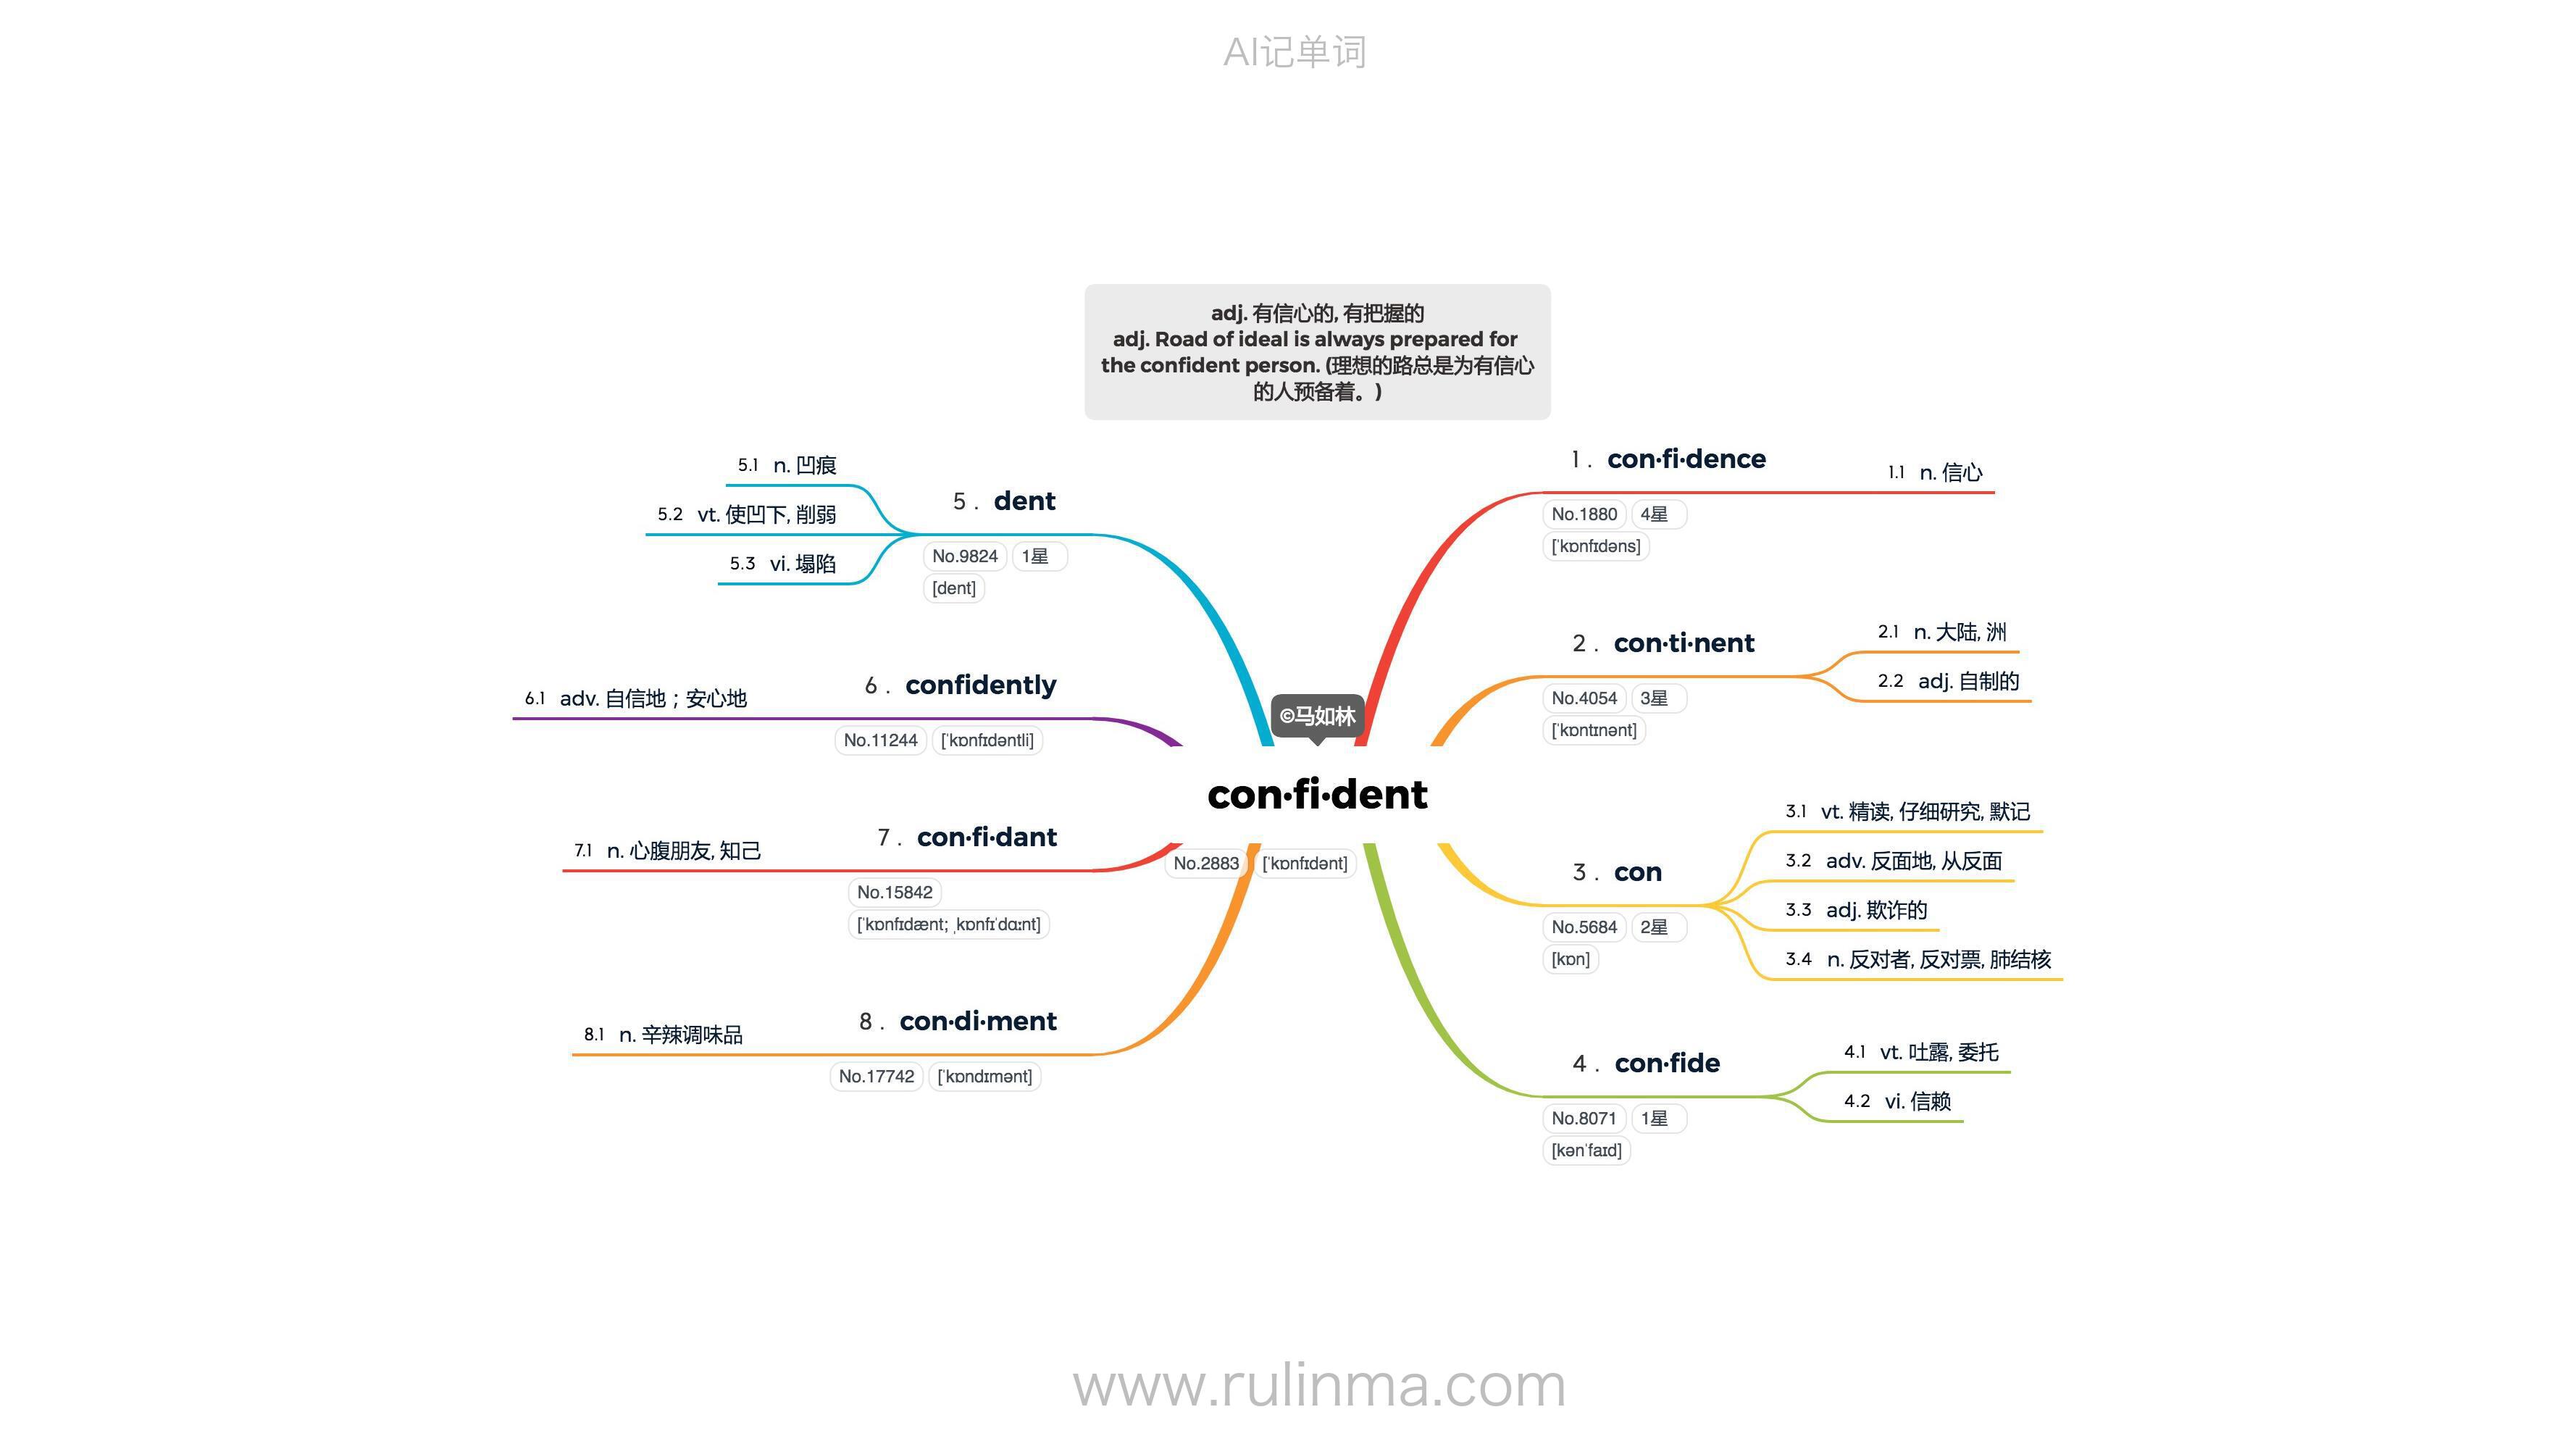 AI记单词
adj. 有信心的, 有把握的
adj. Road of ideal is always prepared for
the confident person. (理想的路总是为有信心
的人预备着。)
©马如林
con·fi·dent
No.2883 ['kɒnfɪdənt]
1 . con·fi·dence
No.1880 4星
['kɒnfɪdəns]
1.1 n. 信心
2 . con·ti·nent
No.4054 3星
['kɒntɪnənt]
2.1 n. 大陆, 洲
2.2 adj. 自制的
3 . con
No.5684 2星
[kɒn]
3.1 vt. 精读, 仔细研究, 默记
3.2 adv. 反面地, 从反面
3.3 adj. 欺诈的
3.4 n. 反对者, 反对票, 肺结核
4 . con·fide
No.8071 1星
[kən'faɪd]
4.1 vt. 吐露, 委托
4.2 vi. 信赖
5 . dent
No.9824 1星
[dent]
5.1 n. 凹痕
5.2 vt. 使凹下, 削弱
5.3 vi. 塌陷
6 . confidently
No.11244 ['kɒnfɪdəntli]
6.1 adv. 自信地；安心地
7 . con·fi·dant
No.15842
['kɒnfɪdænt; ˌkɒnfɪ'dɑːnt]
7.1 n. 心腹朋友, 知己
8 . con·di·ment
No.17742 ['kɒndɪmənt]
8.1 n. 辛辣调味品
www.rulinma.com